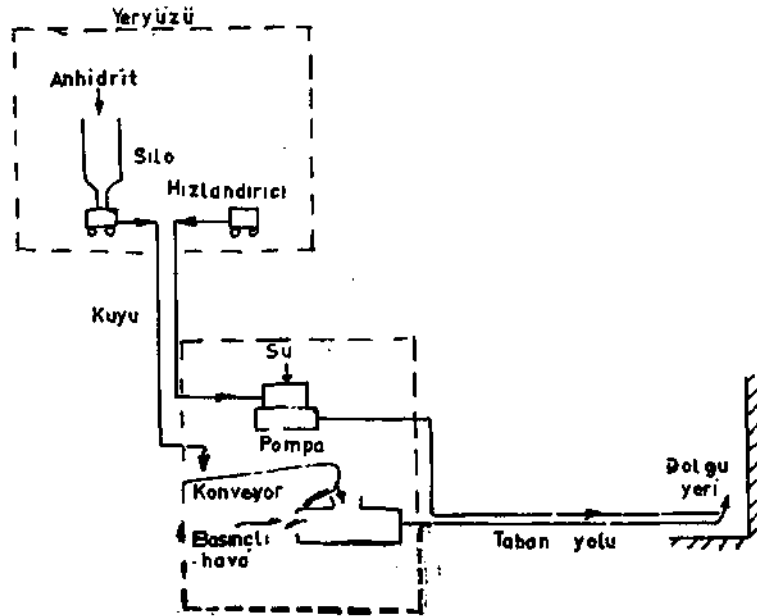 Yeryüzü
Anhidrit
Silo
Hızlandırıcı
Kuyu
Su
Pompa
Konveyor
Basınçlı
hava
Dolgu
yeri
Taban yolu